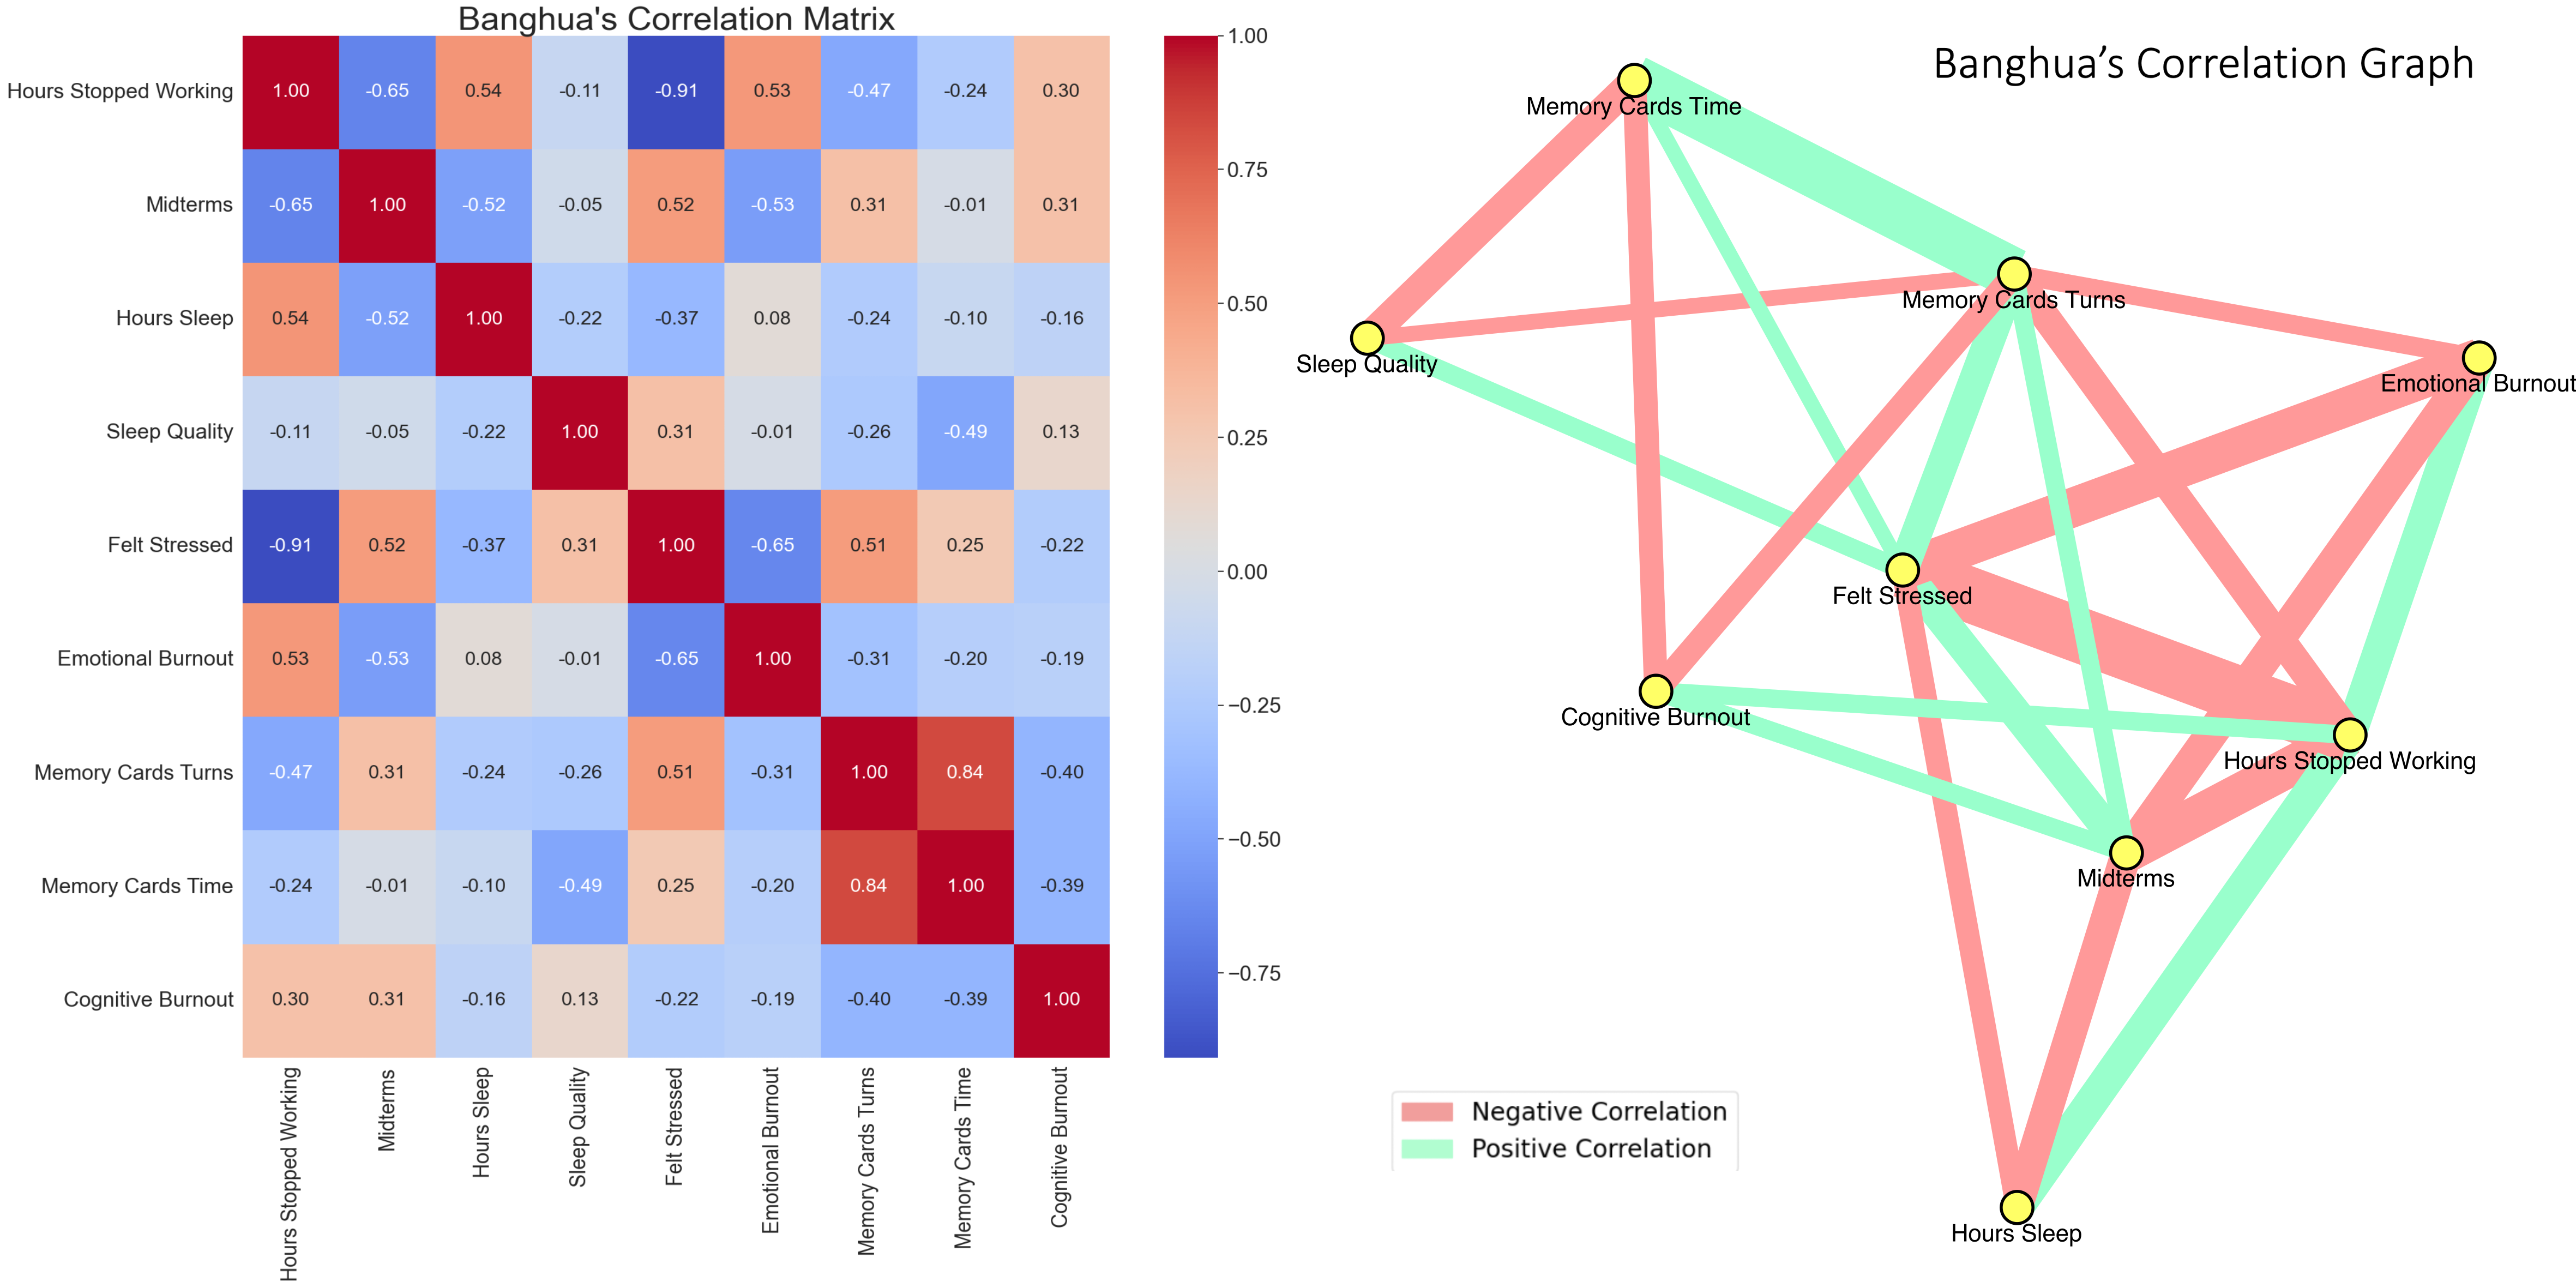 Banghua's Correlation Matrix
Hours Stopped Working 1.00 -0.65 0.54 -0.11 -0.91 0.53 -0.47 -0.24 0.30
Midterms -0.65 1.00 -0.52 -0.05 0.52 -0.53 0.31 -0.01 0.31
Hours Sleep 0.54 -0.52 1.00 -0.22 -0.37 0.08 -0.24 -0.10 -0.16
Sleep Quality -0.11 -0.05 -0.22 1.00 0.31 -0.01 -0.26 -0.49 0.13
Felt Stressed -0.91 0.52 -0.37 0.31 1.00 -0.65 0.51 0.25 -0.22
Emotional Burnout 0.53 -0.53 0.08 -0.01 -0.65 1.00 -0.31 -0.20 -0.19
Memory Cards Turns -0.47 0.31 -0.24 -0.26 0.51 -0.31 1.00 0.84 -0.40
Memory Cards Time -0.24 -0.01 -0.10 -0.49 0.25 -0.20 0.84 1.00 -0.39
Cognitive Burnout 0.30 0.31 -0.16 0.13 -0.22 -0.19 -0.40 -0.39 1.00
Hours Stopped Working
Midterms
Hours Sleep
Sleep Quality
Felt Stressed
Emotional Burnout
Memory Cards Turns
Memory Cards Time
Cognitive Burnout
1.00
0.75
0.50
0.25
0.00
−0.25
−0.50
−0.75
Banghua’s Correlation Graph
Memory Cards Time
Memory Cards Turns
Sleep Quality
Emotional Burnout
Felt Stressed
Cognitive Burnout
Hours Stopped Working
Midterms
Hours Sleep
Negative Correlation
Positive Correlation